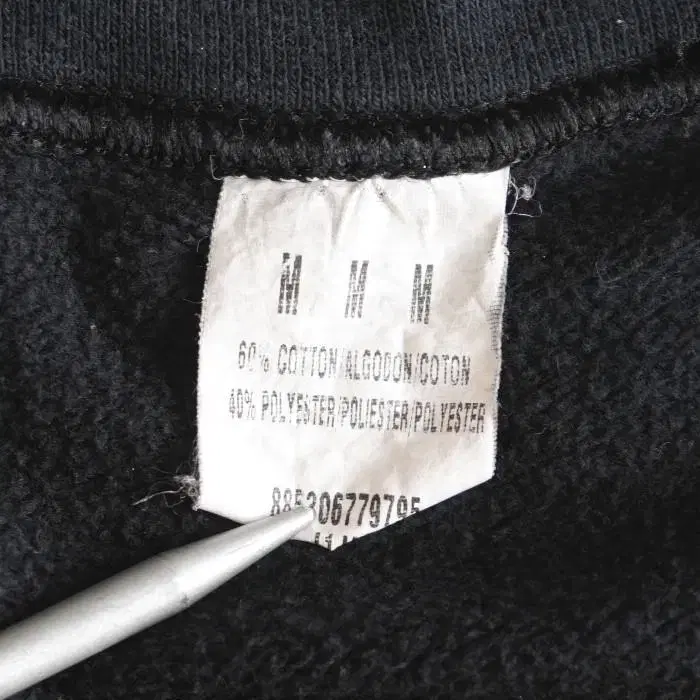 M M M
60% COTTON/ALGODON/COTON
40% POLYESTER/POLIESTER/POLYESTER
885306779795